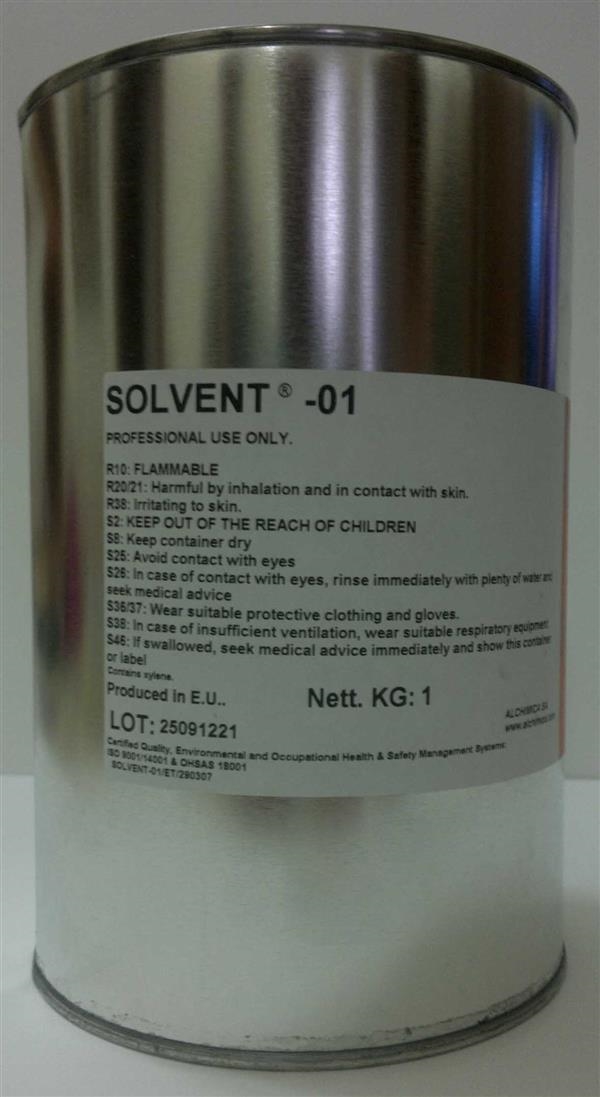 SOLVENT ® -01
PROFESSIONAL USE ONLY.
R10: FLAMMABLE
R20/21: Harmful by inhalation and in contact with skin.
R38: Irritating to skin.
S2: KEEP OUT OF THE REACH OF CHILDREN
S8: Keep container dry
S25: Avoid contact with eyes
S26: In case of contact with eyes, rinse immediately with plenty of water and
seek medical advice
S36/37: Wear suitable protective clothing and gloves.
S38: In case of insufficient ventilation, wear suitable respiratory equipment
S46: If swallowed, seek medical advice immediately and show this container
or label
Contains xylene.
Produced in E.U.. Nett. KG: 1
LOT: 25091221
ALCHIMICA SA
Certified Quality, Environmental and Occupational Health & Safety Management Systems:
ISO 9001/14001 & OHSAS 18001
SOLVENT-01/ET/290307